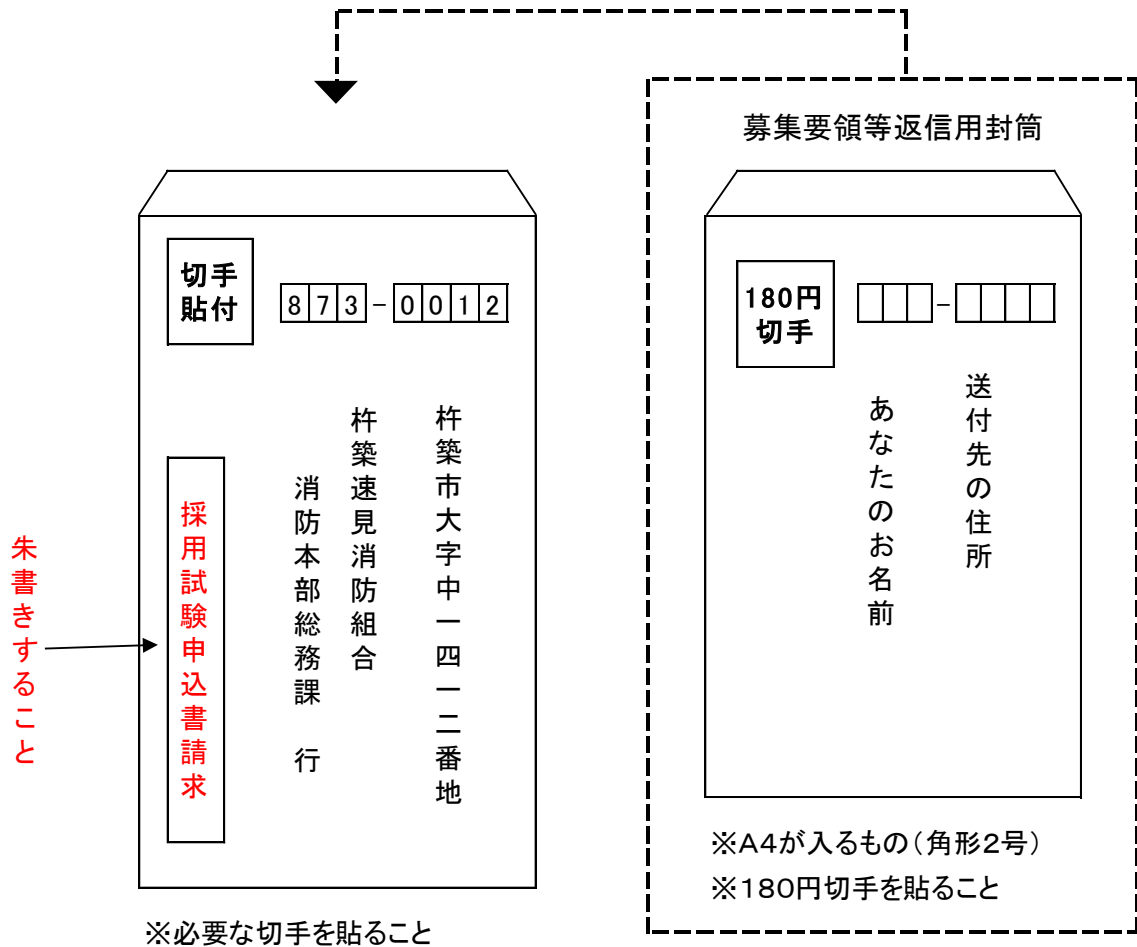 募集要領等返信用封筒
切手
貼付
873-0012
杵築市大字中一四一二番地
杵築速見消防組合
消防本部総務課　行
採用試験申込書請求
朱書きすること
※必要な切手を貼ること
180円
切手
-
送付先の住所
あなたのお名前
※A4が入るもの(角形2号)
※180円切手を貼ること